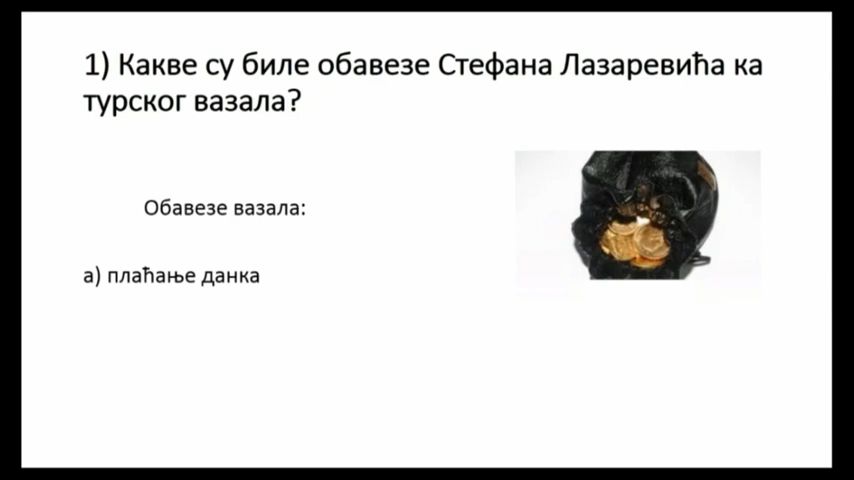 1) Какве су биле обавезе Стефана Лазаревића ка
турског вазала?
Обавезе вазала:
а) плаћање данка